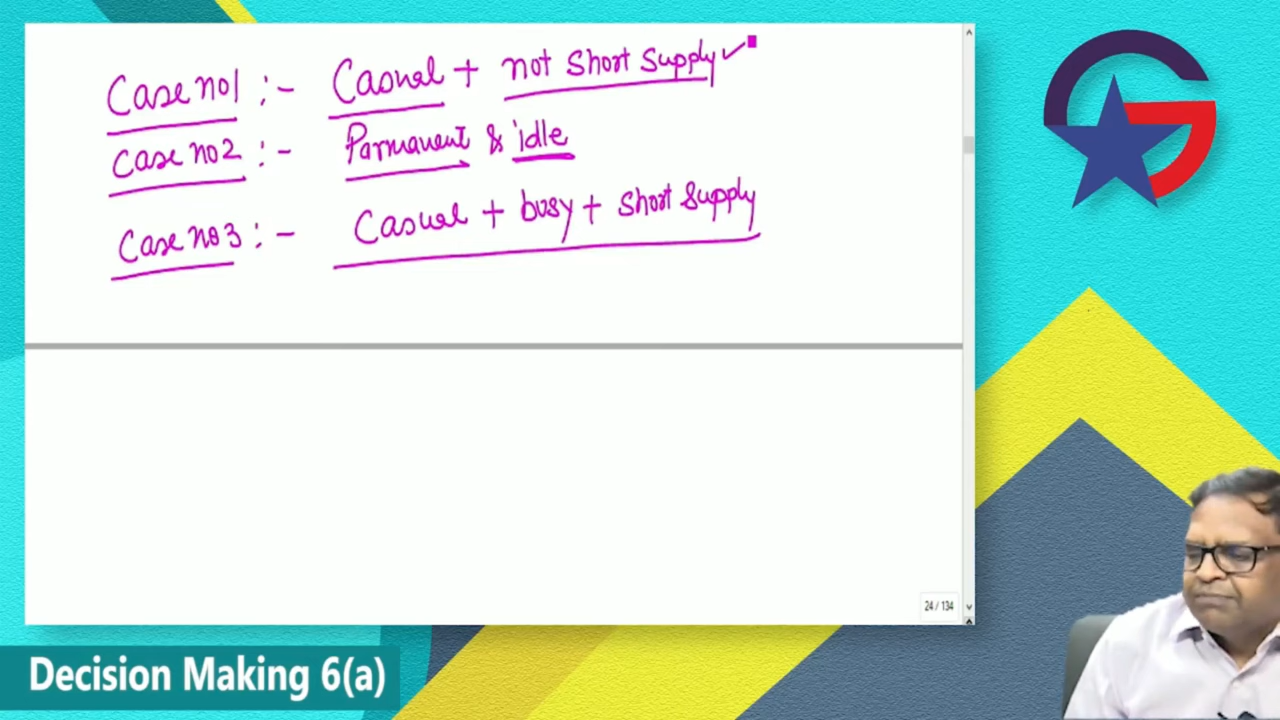 Case no1 :- Casual + not Short Supply ✓
Case no2 :- Parmanent & idle
Case no3 :- Casual + busy + Short Supply
24 / 134
Decision Making 6(a)